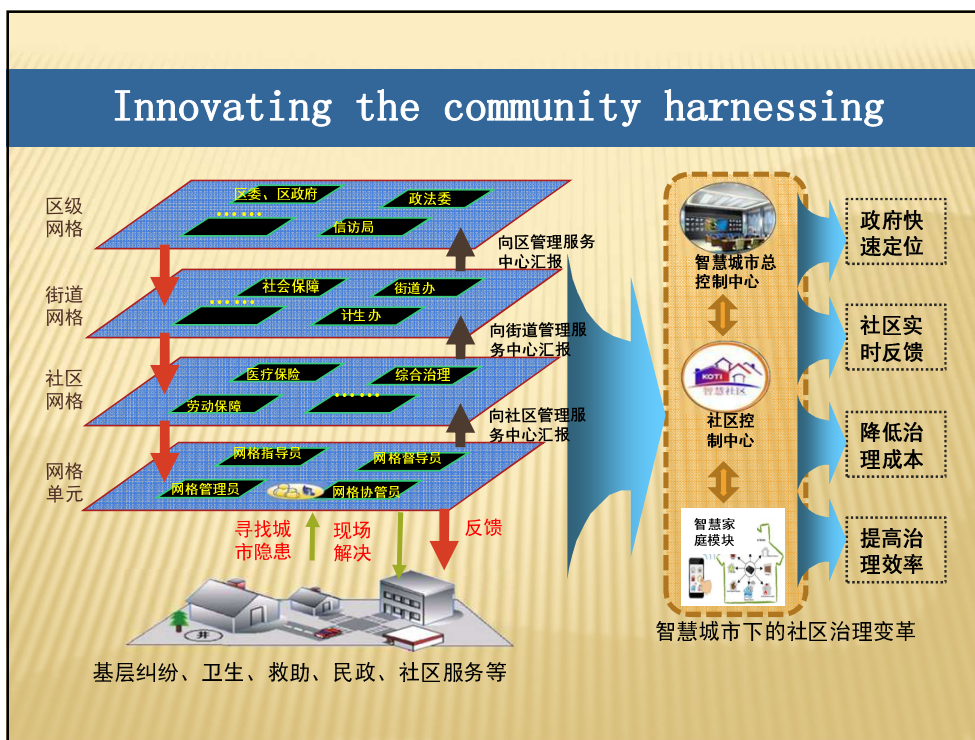 Innovating the community harnessing
区级
网格
区委、区政府
政法委
……
信访局
向区管理服务
中心汇报
街道
网格
社会保障
街道办
……
计生办
向街道管理服
务中心汇报
社区
网格
医疗保险
综合治理
劳动保障
……
向社区管理服
务中心汇报
网格
单元
网格指导员
网格督导员
网格管理员
网格协管员
寻找城
市隐患
现场
解决
反馈
井
基层纠纷、卫生、救助、民政、社区服务等
智慧城市总
控制中心
KOTI
智慧社区
社区控
制中心
智慧家
庭模块
智慧城市下的社区治理变革
政府快
速定位
社区实
时反馈
降低治
理成本
提高治
理效率